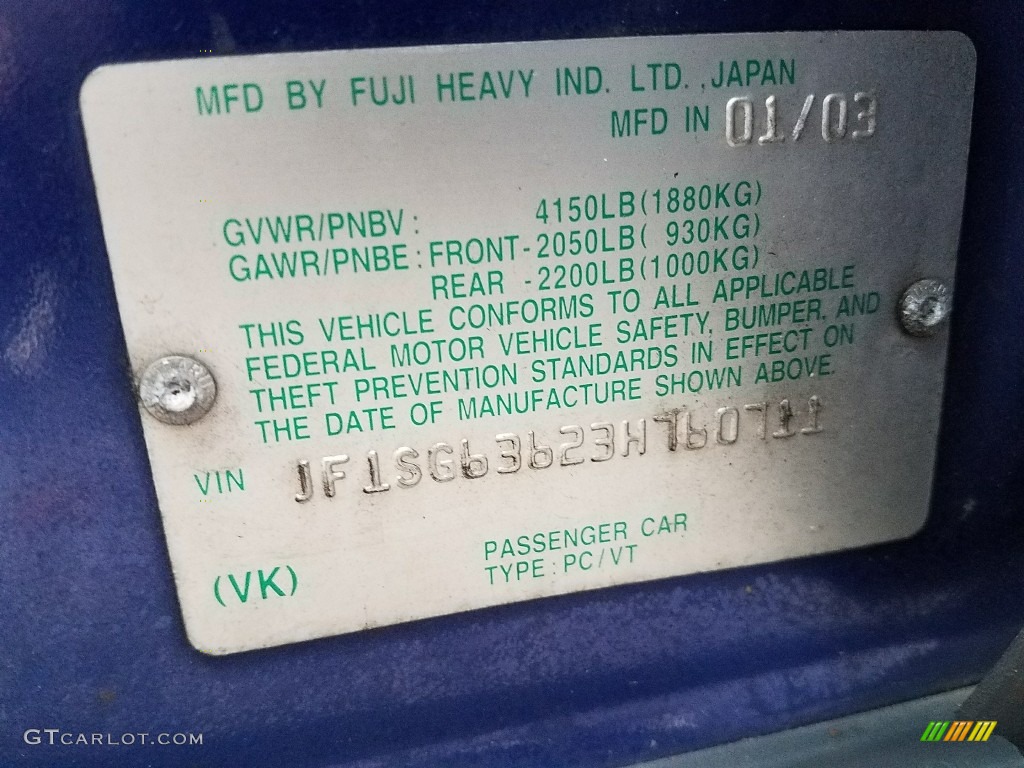 MFD BY FUJI HEAVY IND. LTD., JAPAN
MFD IN 01/03
GVWR/PNBV: 4150LB(1880KG)
GAWR/PNBE: FRONT-2050LB( 930KG)
REAR -2200LB(1000KG)
THIS VEHICLE CONFORMS TO ALL APPLICABLE
FEDERAL MOTOR VEHICLE SAFETY, BUMPER, AND
THEFT PREVENTION STANDARDS IN EFFECT ON
THE DATE OF MANUFACTURE SHOWN ABOVE.
VIN JF1SG63623H760711
PASSENGER CAR
(VK) TYPE: PC/VT
GTCARLOT.COM